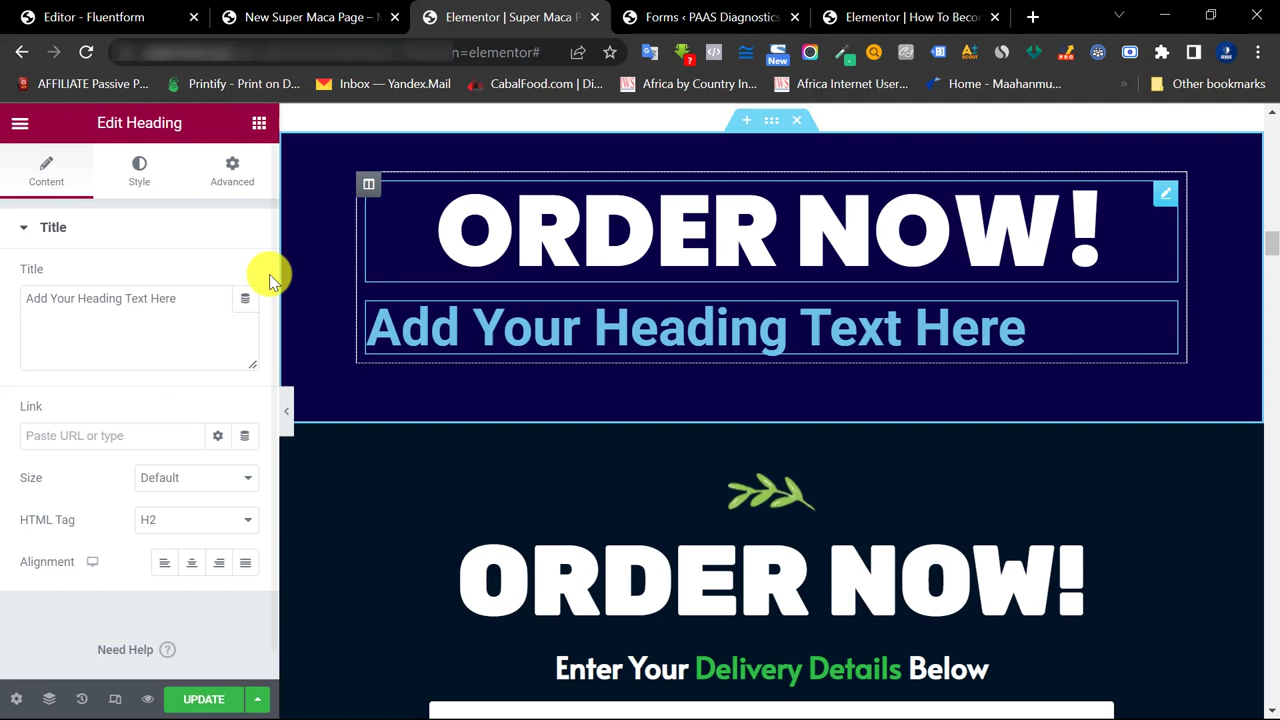 Editor - Fluentform
New Super Maca Page –
Elementor | Super Maca P
Forms ‹ PAAS Diagnostics
Elementor | How To Becor
n=elementor#
New
PRO
AFFILIATE Passive P...
Printify - Print on D...
Inbox — Yandex.Mail
CabalFood.com | Di...
Africa by Country In...
Africa Internet User...
Home - Maahanmu...
Other bookmarks
Edit Heading
Content
Style
Advanced
Title
Title
Add Your Heading Text Here
Link
Paste URL or type
Size
Default
HTML Tag
H2
Alignment
Need Help ?
UPDATE
ORDER NOW!
Add Your Heading Text Here
ORDER NOW!
Enter Your Delivery Details Below